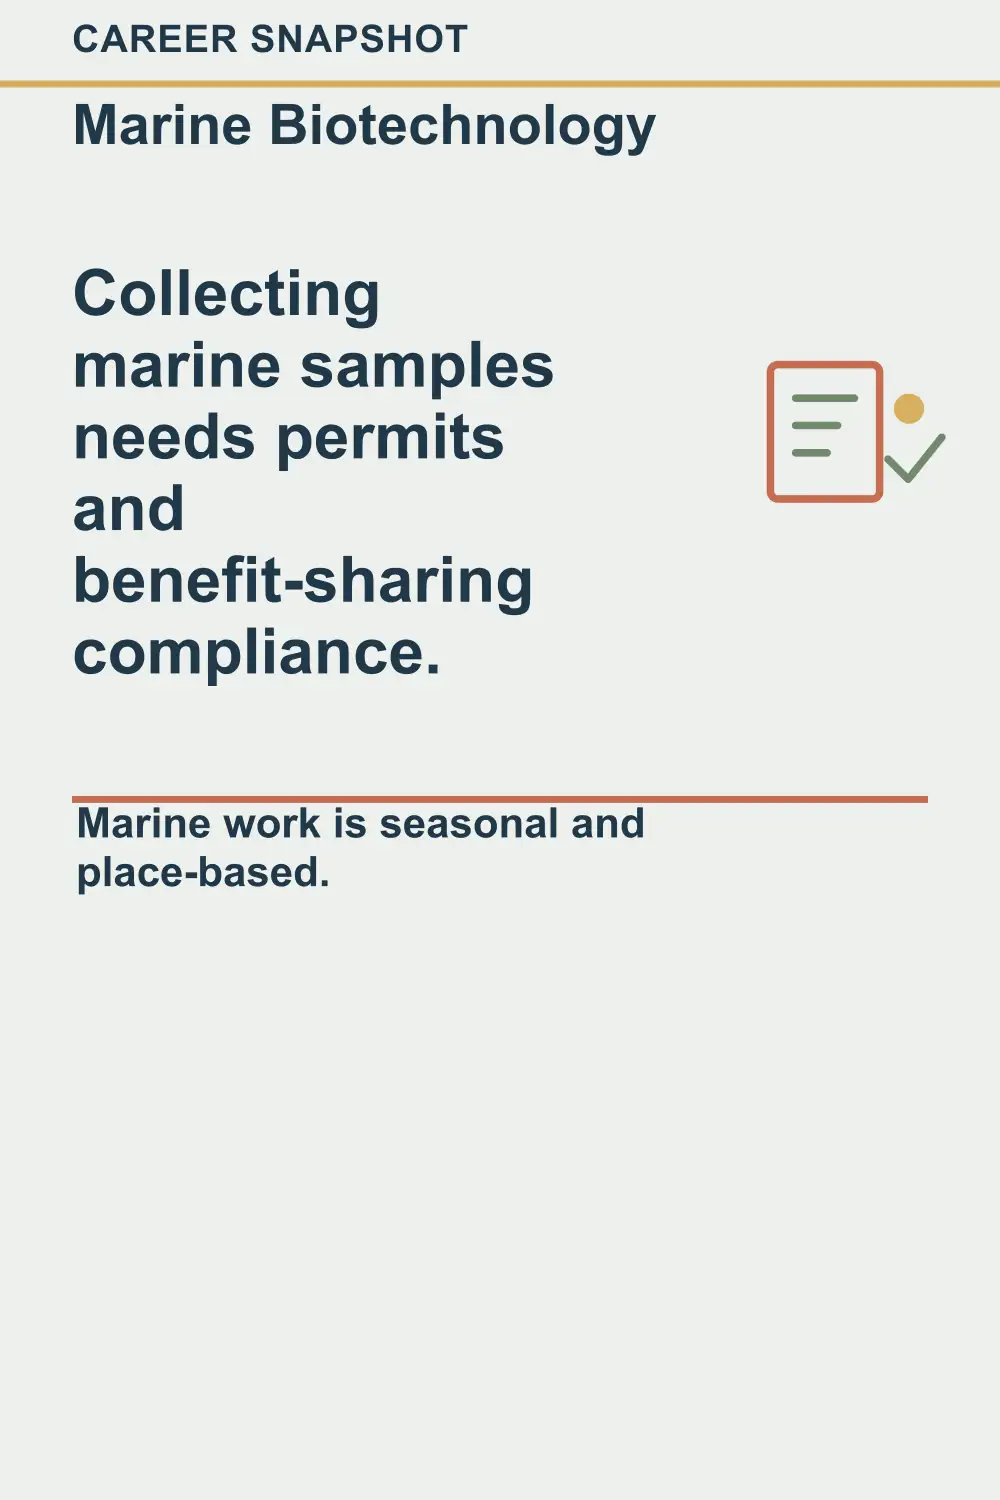 CAREER SNAPSHOT
Marine Biotechnology
Collecting
marine samples
needs permits
and
benefit-sharing
compliance.
Marine work is seasonal and
place-based.